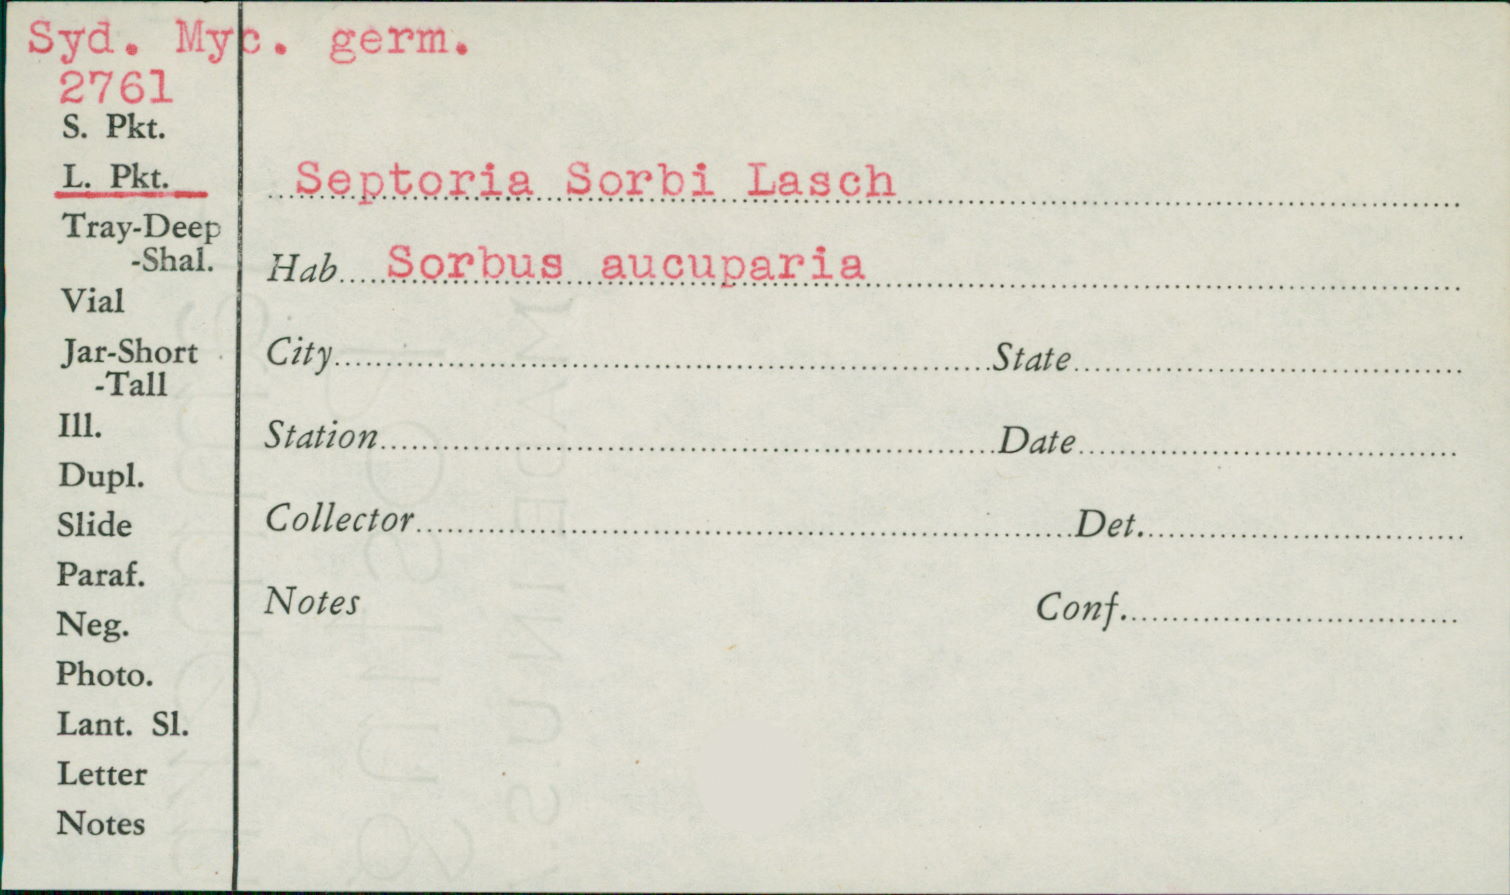 Syd. Myc. germ.
2761
S. Pkt.
L. Pkt.
Septoria Sorbi Lasch
Tray-Deep
-Shal.
Hab....Sorbus aucuparia
Vial
Jar-Short
-Tall
City State
Ill.
Station Date
Dupl.
Slide
Collector Det.
Paraf.
Neg.
Notes Conf.
Photo.
Lant. Sl.
Letter
Notes